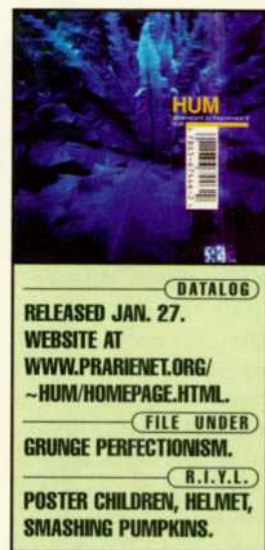 HUM
DATALOG
RELEASED JAN. 27.
WEBSITE AT
WWW.PRARIENET.ORG/
~HUM/HOMEPAGE.HTML.
FILE UNDER
GRUNGE PERFECTIONISM.
R.I.Y.L.
POSTER CHILDREN, HELMET,
SMASHING PUMPKINS.